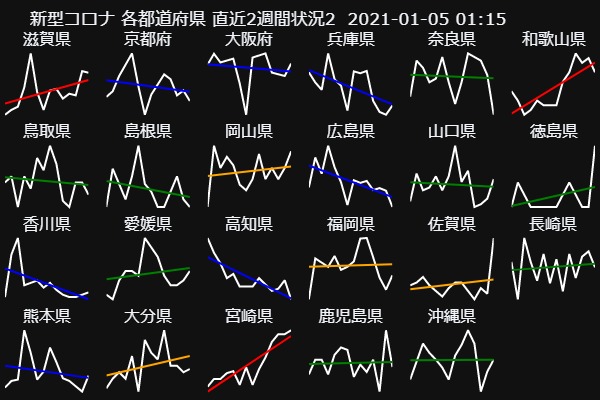 新型コロナ 各都道府県 直近2週間状況2 2021-01-05 01:15
滋賀県 京都府 大阪府 兵庫県 奈良県 和歌山県
鳥取県 島根県 岡山県 広島県 山口県 徳島県
香川県 愛媛県 高知県 福岡県 佐賀県 長崎県
熊本県 大分県 宮崎県 鹿児島県 沖縄県